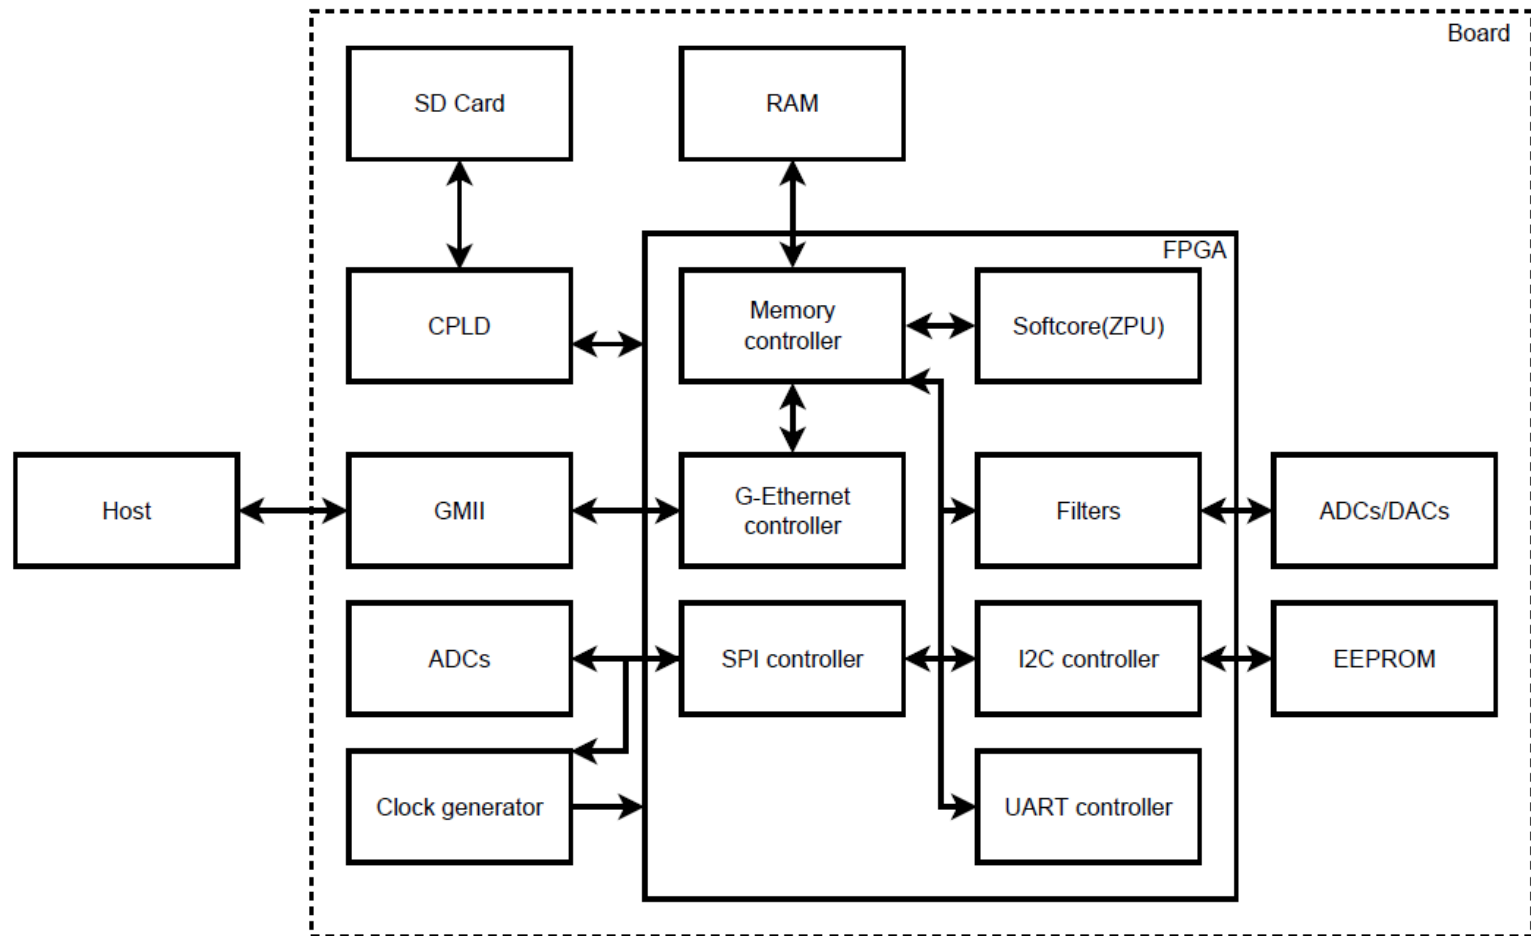 Board
SD Card
RAM
FPGA
CPLD
Memory
controller
Softcore(ZPU)
Host
GMII
G-Ethernet
controller
Filters
ADCs/DACs
ADCs
SPI controller
I2C controller
EEPROM
Clock generator
UART controller